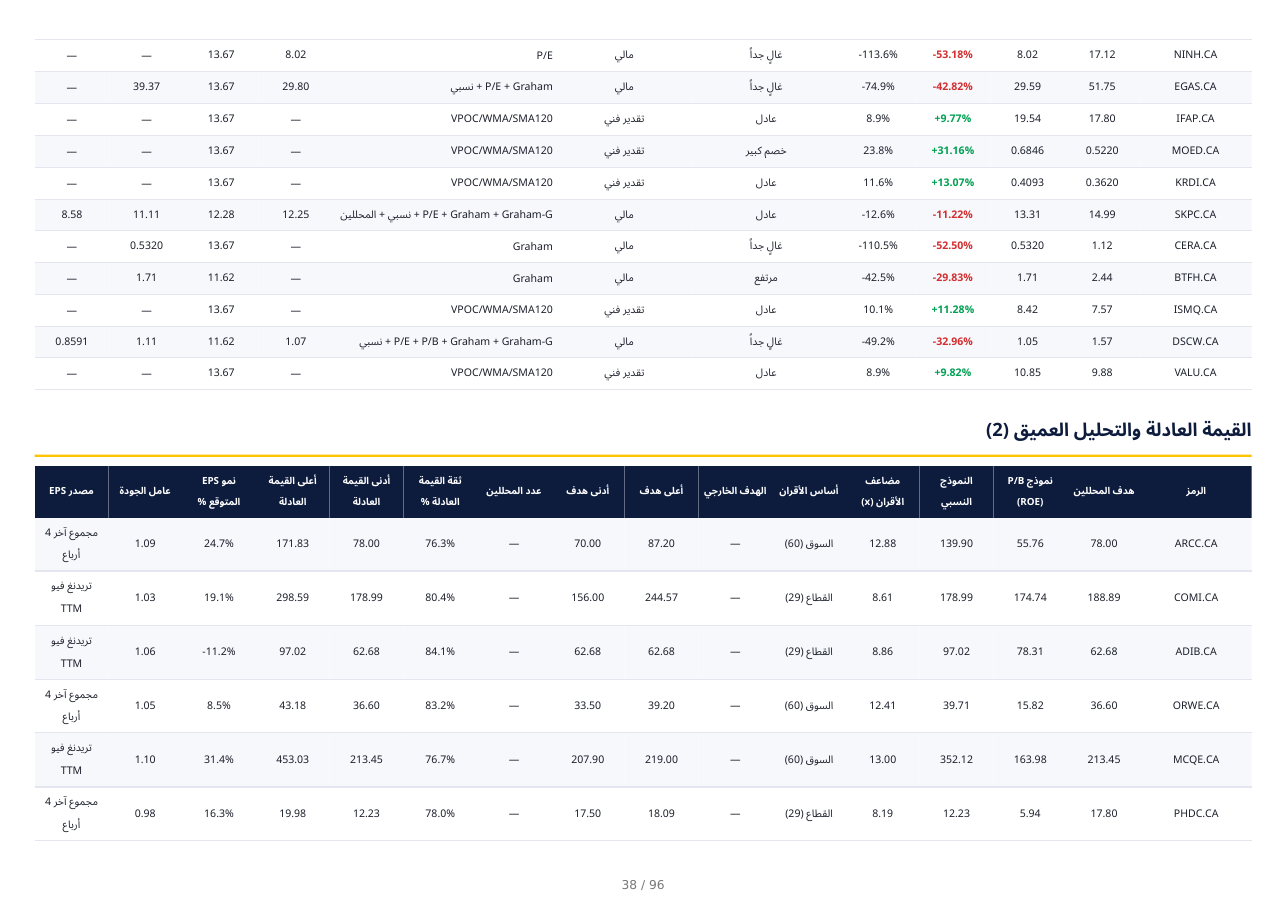 NINH.CA 17.12 8.02 -53.18% -113.6% غالٍ جداً مالي P/E 8.02 13.67 — —
EGAS.CA 51.75 29.59 -42.82% -74.9% غالٍ جداً مالي P/E + Graham + نسبي 29.80 13.67 39.37 —
IFAP.CA 17.80 19.54 +9.77% 8.9% عادل تقدير فني VPOC/WMA/SMA120 — 13.67 — —
MOED.CA 0.5220 0.6846 +31.16% 23.8% خصم كبير تقدير فني VPOC/WMA/SMA120 — 13.67 — —
KRDI.CA 0.3620 0.4093 +13.07% 11.6% عادل تقدير فني VPOC/WMA/SMA120 — 13.67 — —
SKPC.CA 14.99 13.31 -11.22% -12.6% عادل مالي P/E + Graham + Graham-G + نسبي + المحللين 12.25 12.28 11.11 8.58
CERA.CA 1.12 0.5320 -52.50% -110.5% غالٍ جداً مالي Graham — 13.67 0.5320 —
BTFH.CA 2.44 1.71 -29.83% -42.5% مرتفع مالي Graham — 11.62 1.71 —
ISMQ.CA 7.57 8.42 +11.28% 10.1% عادل تقدير فني VPOC/WMA/SMA120 — 13.67 — —
DSCW.CA 1.57 1.05 -32.96% -49.2% غالٍ جداً مالي P/E + P/B + Graham + Graham-G + نسبي 1.07 11.62 1.11 0.8591
VALU.CA 9.88 10.85 +9.82% 8.9% عادل تقدير فني VPOC/WMA/SMA120 — 13.67 — —
القيمة العادلة والتحليل العميق (2)
الرمز هدف المحللين نموذج P/B (ROE) النموذج النسبي مضاعف الأقران (x) أساس الأقران الهدف الخارجي أعلى هدف أدنى هدف عدد المحللين ثقة القيمة العادلة % أدنى القيمة العادلة أعلى القيمة العادلة نمو EPS المتوقع % عامل الجودة مصدر EPS
ARCC.CA 78.00 55.76 139.90 12.88 السوق (60) — 87.20 70.00 — 76.3% 78.00 171.83 24.7% 1.09 مجموع آخر 4 أرباع
COMI.CA 188.89 174.74 178.99 8.61 القطاع (29) — 244.57 156.00 — 80.4% 178.99 298.59 19.1% 1.03 تريدنغ فيو TTM
ADIB.CA 62.68 78.31 97.02 8.86 القطاع (29) — 62.68 62.68 — 84.1% 62.68 97.02 -11.2% 1.06 تريدنغ فيو TTM
ORWE.CA 36.60 15.82 39.71 12.41 السوق (60) — 39.20 33.50 — 83.2% 36.60 43.18 8.5% 1.05 مجموع آخر 4 أرباع
MCQE.CA 213.45 163.98 352.12 13.00 السوق (60) — 219.00 207.90 — 76.7% 213.45 453.03 31.4% 1.10 تريدنغ فيو TTM
PHDC.CA 17.80 5.94 12.23 8.19 القطاع (29) — 18.09 17.50 — 78.0% 12.23 19.98 16.3% 0.98 مجموع آخر 4 أرباع
38 / 96